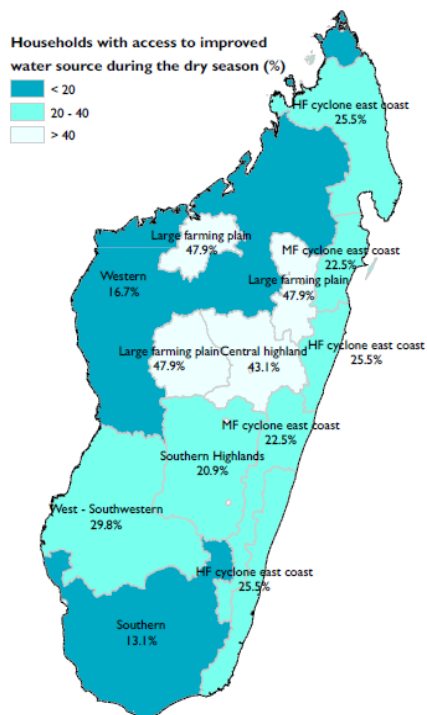 Households with access to improved
water source during the dry season (%)
< 20
20 - 40
> 40
HF cyclone east coast
25.5%
Large farming plain
47.9%
MF cyclone east coast
22.5%
Western
16.7%
Large farming plain
47.9%
HF cyclone east coast
25.5%
Large farming plain
47.9%
Central highland
43.1%
MF cyclone east coast
22.5%
Southern Highlands
20.9%
West - Southwestern
29.8%
HF cyclone east coast
25.5%
Southern
13.1%